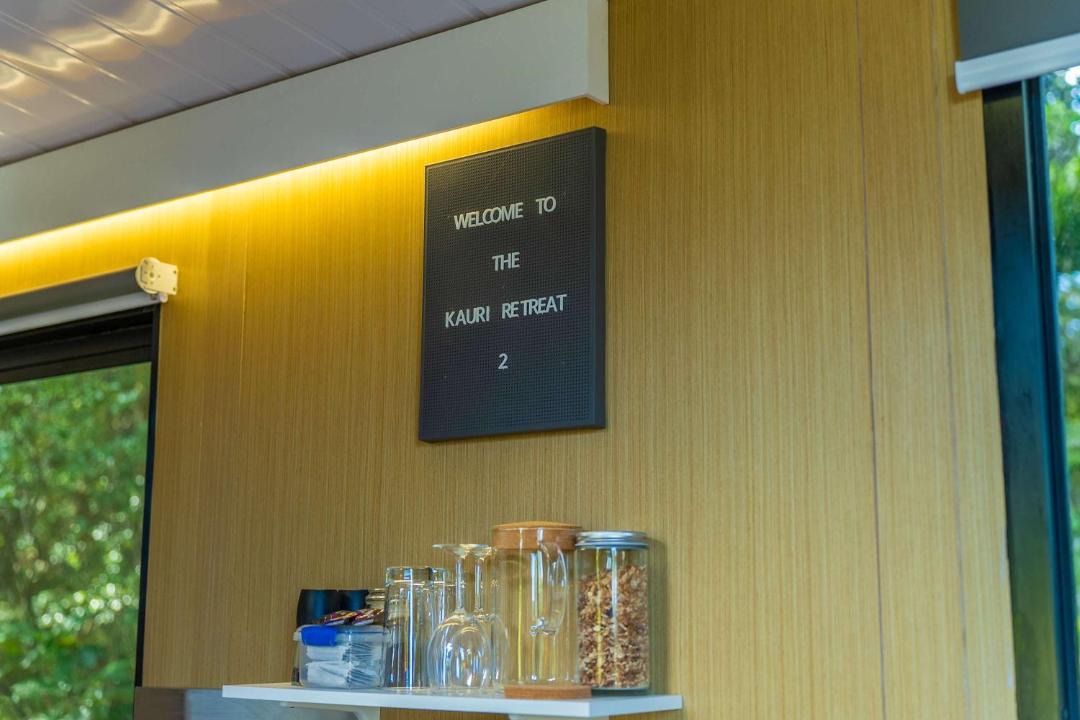 WELCOME TO
THE
KAURI RETREAT
2